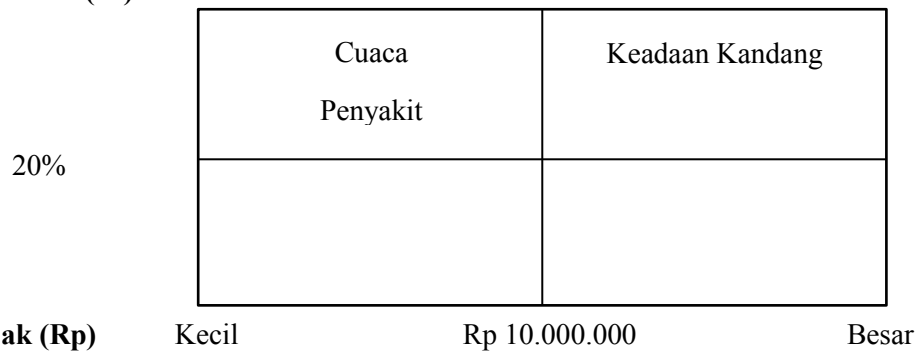 Cuaca
Keadaan Kandang
Penyakit
20%
ak (Rp) Kecil Rp 10.000.000 Besar